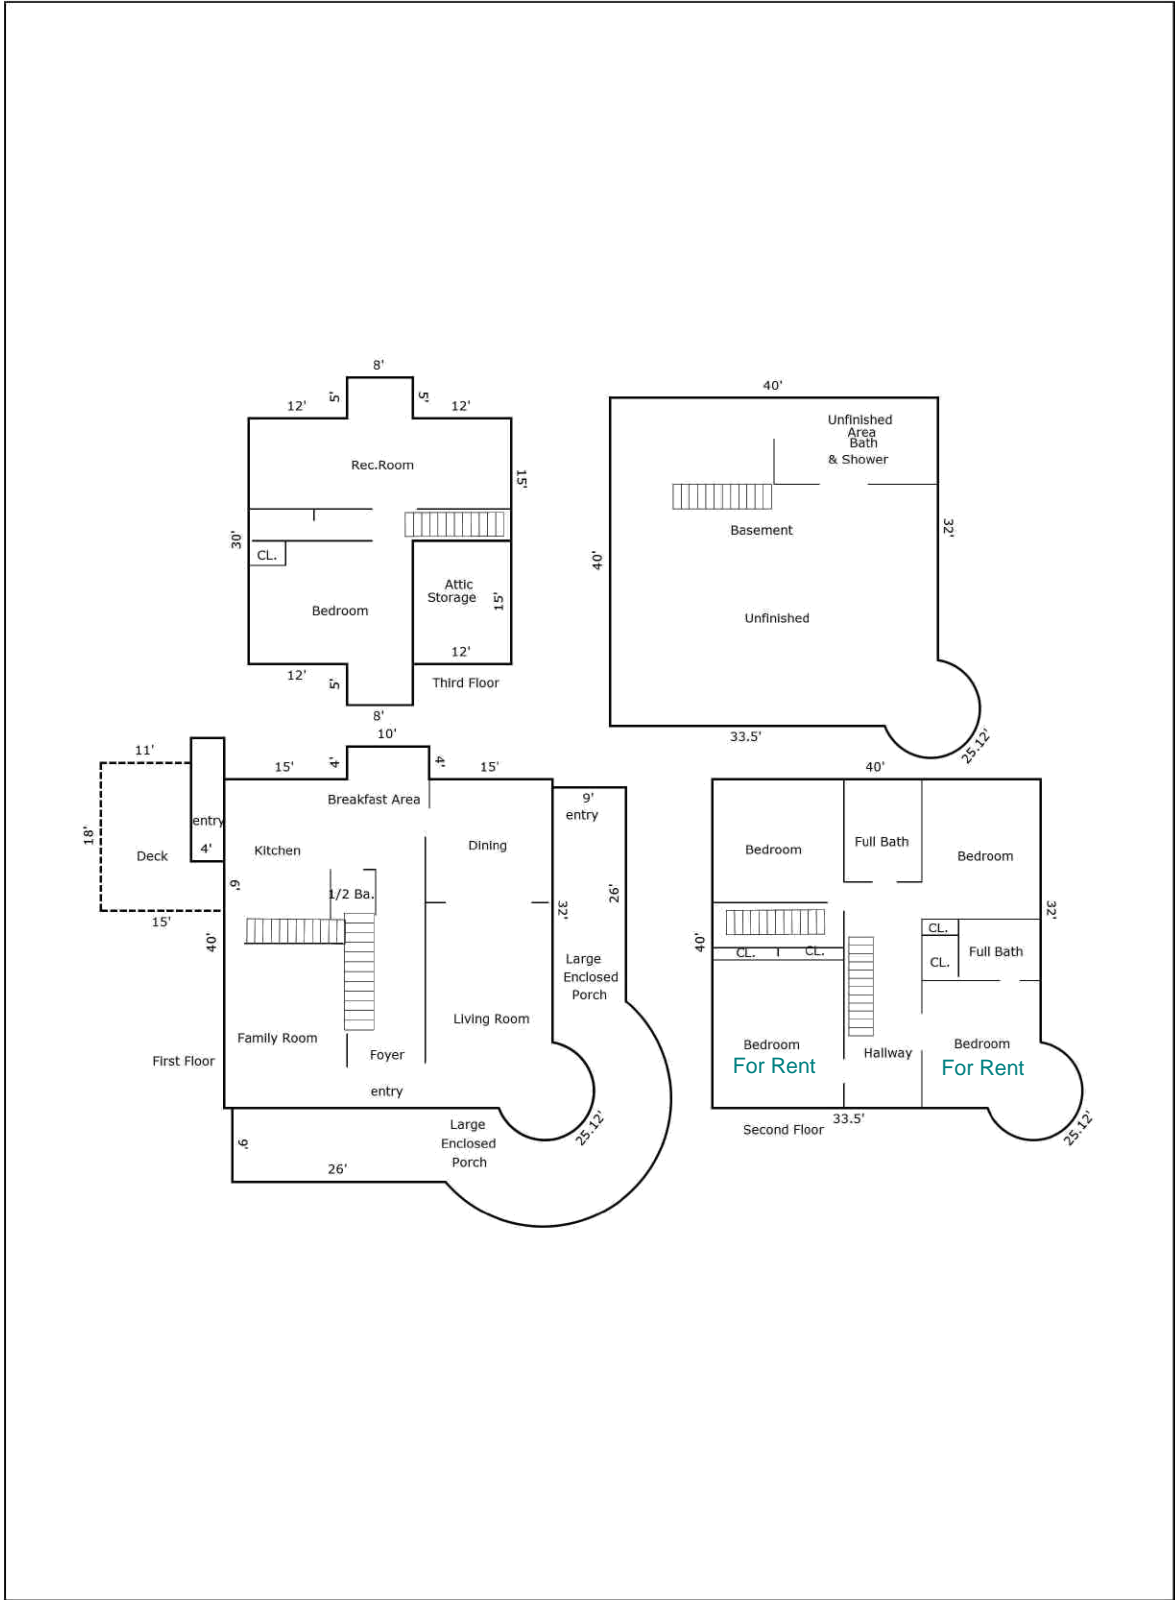 8'
5'
5'
12'
12'
Rec.Room
15'
30'
CL.
Attic
Storage
15'
Bedroom
12'
12'
5'
Third Floor
8'
40'
Unfinished
Area
Bath
& Shower
Basement
32'
40'
Unfinished
33.5'
25.12'
10'
11'
15'
4'
4'
15'
Breakfast Area
9'
entry
entry
18'
Deck
4'
Kitchen
Dining
9'
1/2 Ba.
26'
32'
15'
40'
Large
Enclosed
Porch
Living Room
Family Room
Foyer
First Floor
entry
Large
Enclosed
Porch
25.12'
9'
26'
40'
Bedroom
Full Bath
Bedroom
32'
40'
CL.
CL.
CL.
CL.
Full Bath
Bedroom
For Rent
Hallway
Bedroom
For Rent
33.5'
Second Floor
25.12'